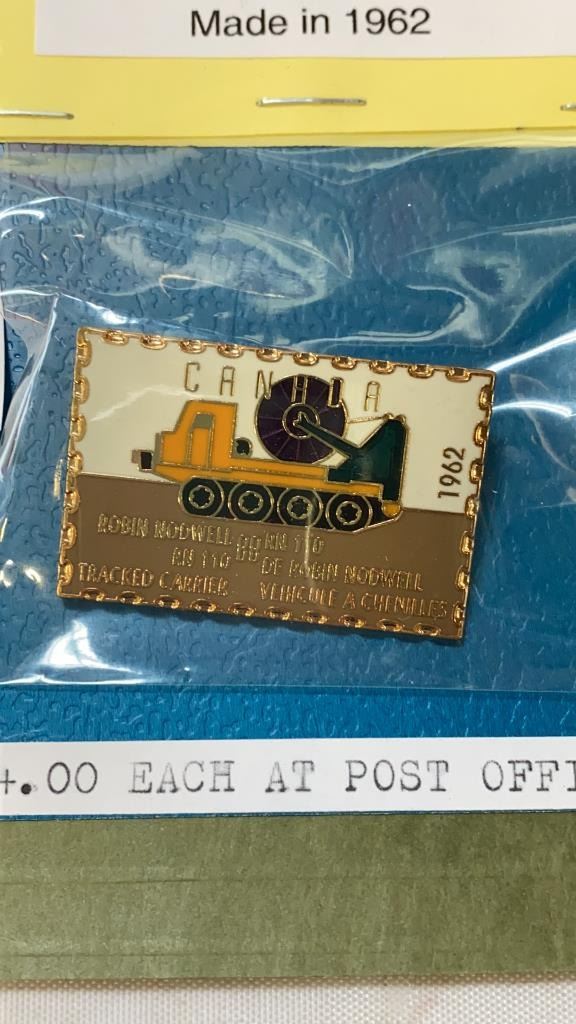 Made in 1962
CANADA
1962
ROBIN NODWELL RN 110
RN 110 DE ROBIN NODWELL
TRACKED CARRIER VEHICULE A CHENILLES
4.00 EACH AT POST OFFI